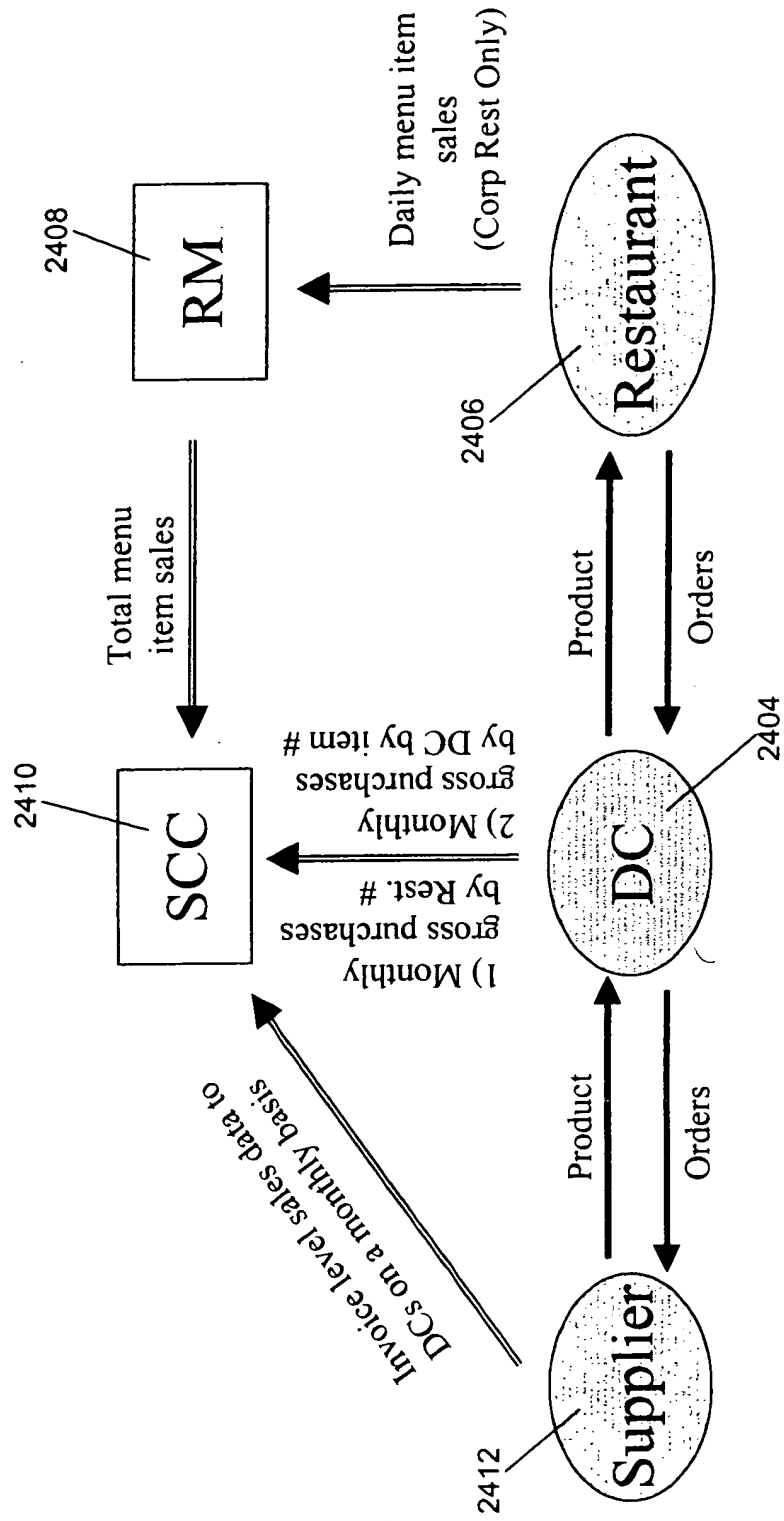 2408
RM
Daily menu item
sales
(Corp Rest Only)
Restaurant
2406
Total menu
item sales
2410
SCC
1) Monthly
gross purchases
by Rest. #
2) Monthly
gross purchases
by DC by item #
Product
Orders
DC
2404
Invoice level sales data to
DCs on a monthly basis
Product
Orders
Supplier
2412